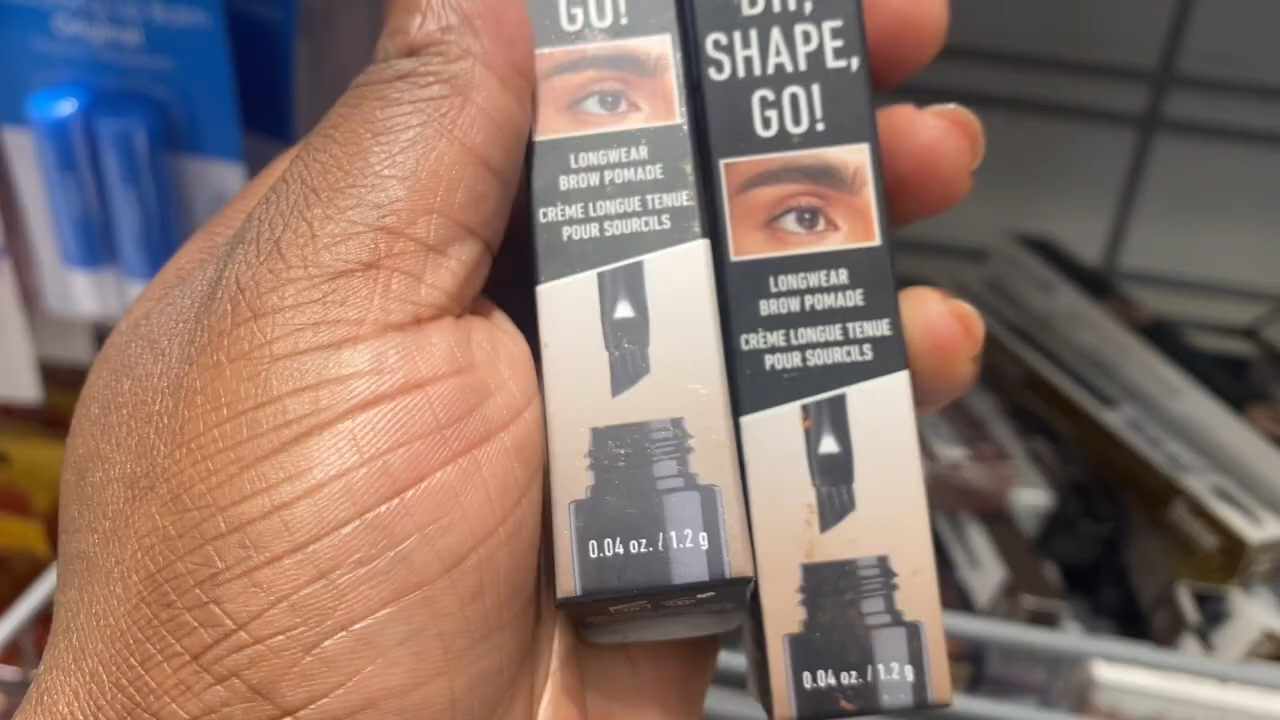 GO!
LONGWEAR
BROW POMADE
CRÈME LONGUE TENUE
POUR SOURCILS
0.04 oz. / 1.2 g
SHAPE,
GO!
LONGWEAR
BROW POMADE
CRÈME LONGUE TENUE
POUR SOURCILS
0.04 oz. / 1.2 g